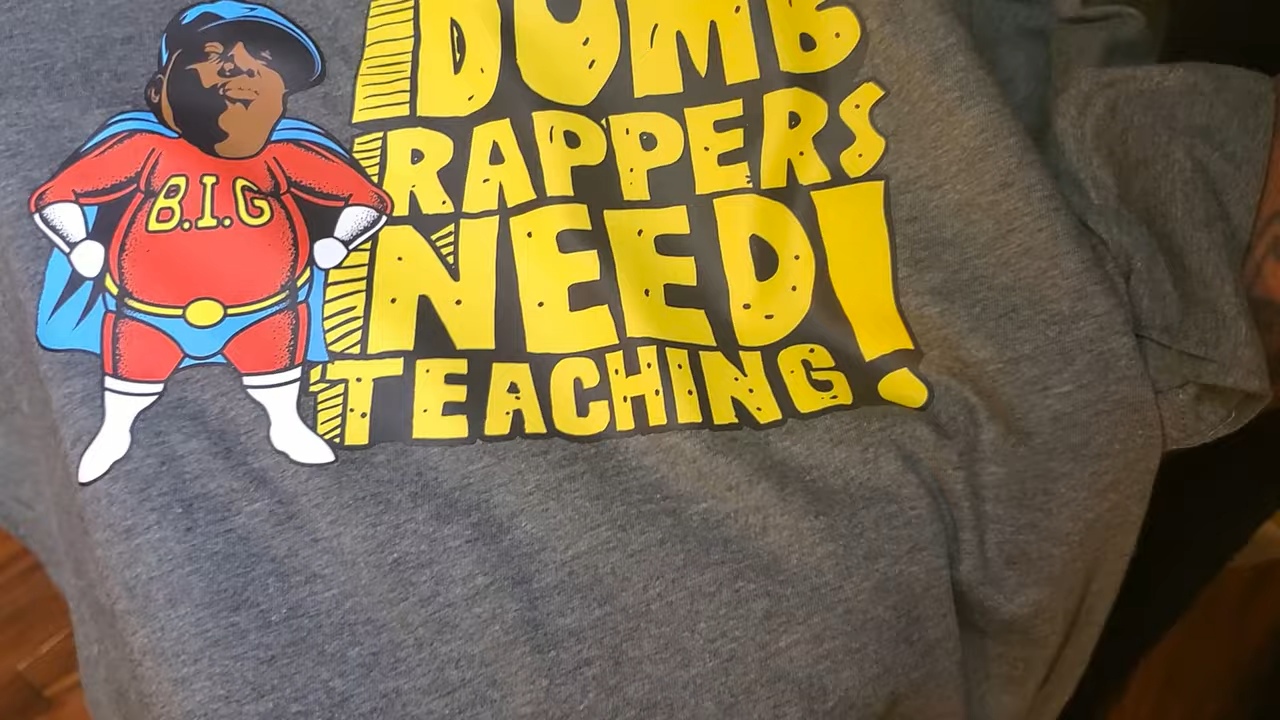 DUMB
RAPPERS
NEED!
TEACHING
B.I.G